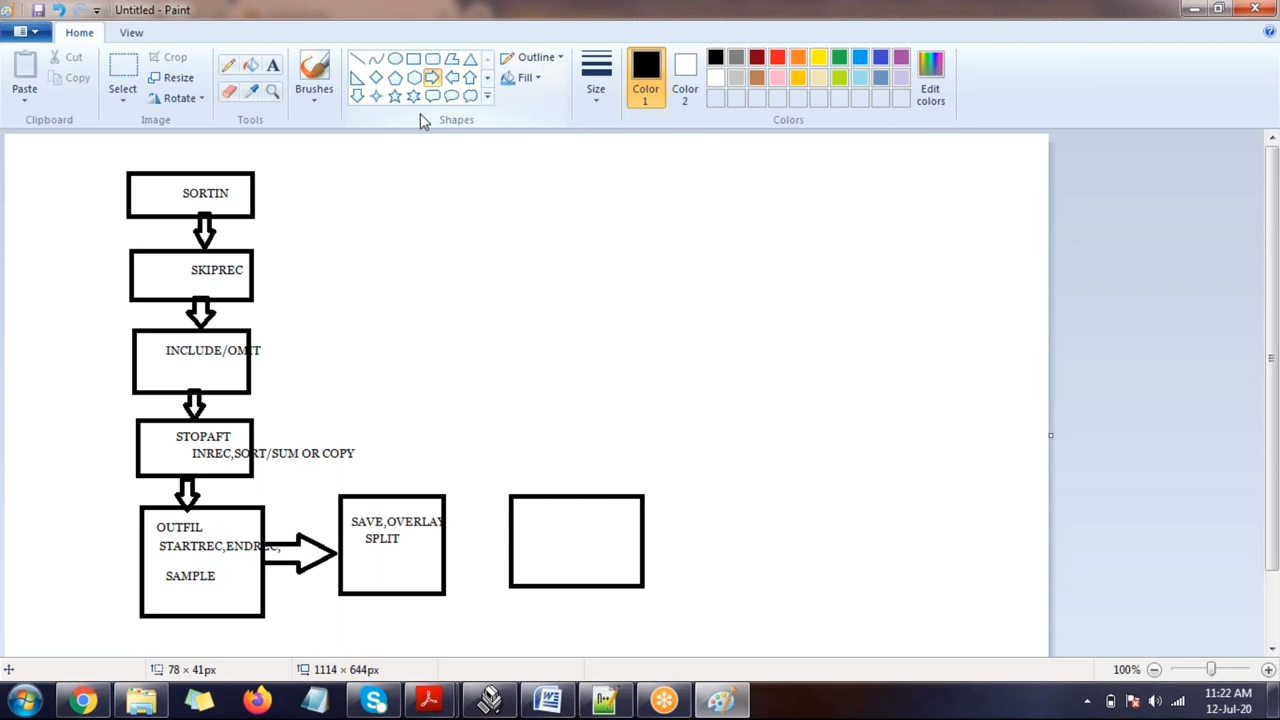 Untitled - Paint
Home
View
Paste
Cut
Copy
Clipboard
Select
Crop
Resize
Rotate
Image
Tools
Brushes
Shapes
Outline
Fill
Size
Color 1
Color 2
Edit colors
Colors
SORTIN
SKIPREC
INCLUDE/OMIT
STOPAFT
INREC,SORT/SUM OR COPY
OUTFIL
STARTREC,ENDREC,
SAMPLE
SAVE,OVERLAY
SPLIT
78 × 41px
1114 × 644px
100%
11:22 AM
12-Jul-20